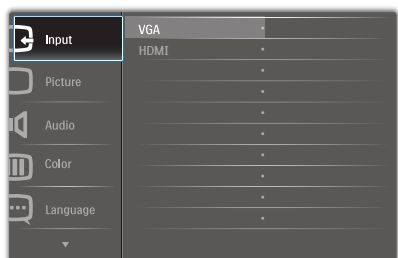 Input
Picture
Audio
Color
Language
VGA
HDMI